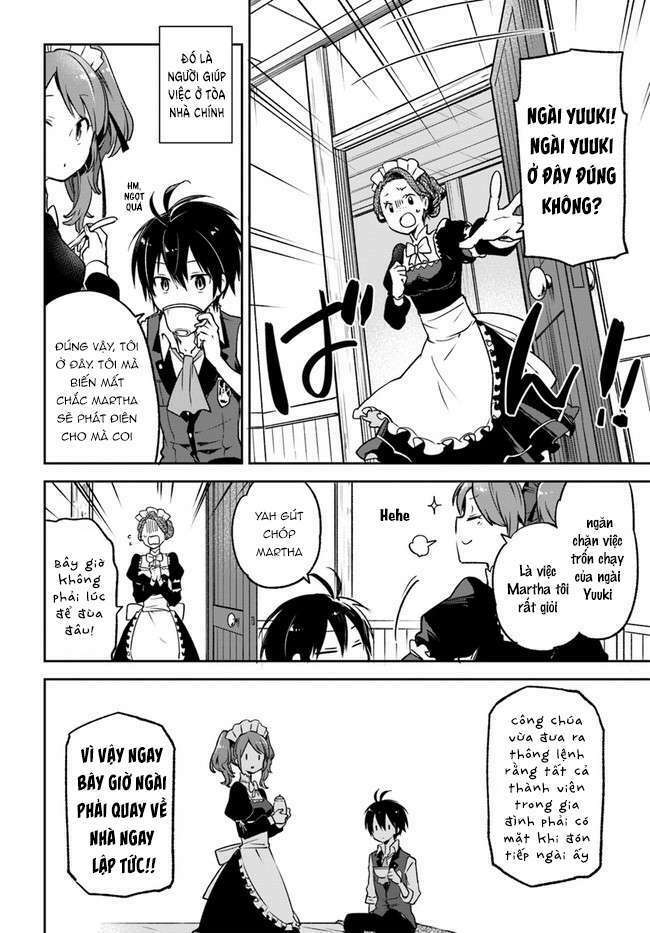 NGÀI YUUKI!
NGÀI YUUKI
Ở ĐÂY ĐÚNG
KHÔNG?
ばん!!
ĐÓ LÀ
NGƯỜI GIÚP
VIỆC Ở TÒA
NHÀ CHÍNH
HM,
NGỌT
QUÁ
ĐÚNG VẬY, TÔI
Ở ĐÂY. TÔI MÀ
BIẾN MẤT
CHẮC MARTHA
SẼ PHÁT ĐIÊN
CHO MÀ COI
ngăn
chặn việc
trốn chạy
của ngài
Yuuki
Là việc
Martha tôi
rất giỏi
Hehe
YAH GÚT
CHÓP
MARTHA
Bây giờ
không
phải lúc
để đùa
đâu!
công chúa
vừa đưa ra
thông lệnh
rằng tất cả
thành viên
trong gia
đình phải có
mặt khi đón
tiếp ngài ấy
VÌ VẬY NGAY
BÂY GIỜ NGÀI
PHẢI QUAY VỀ
NHÀ NGAY
LẬP TỨC!!